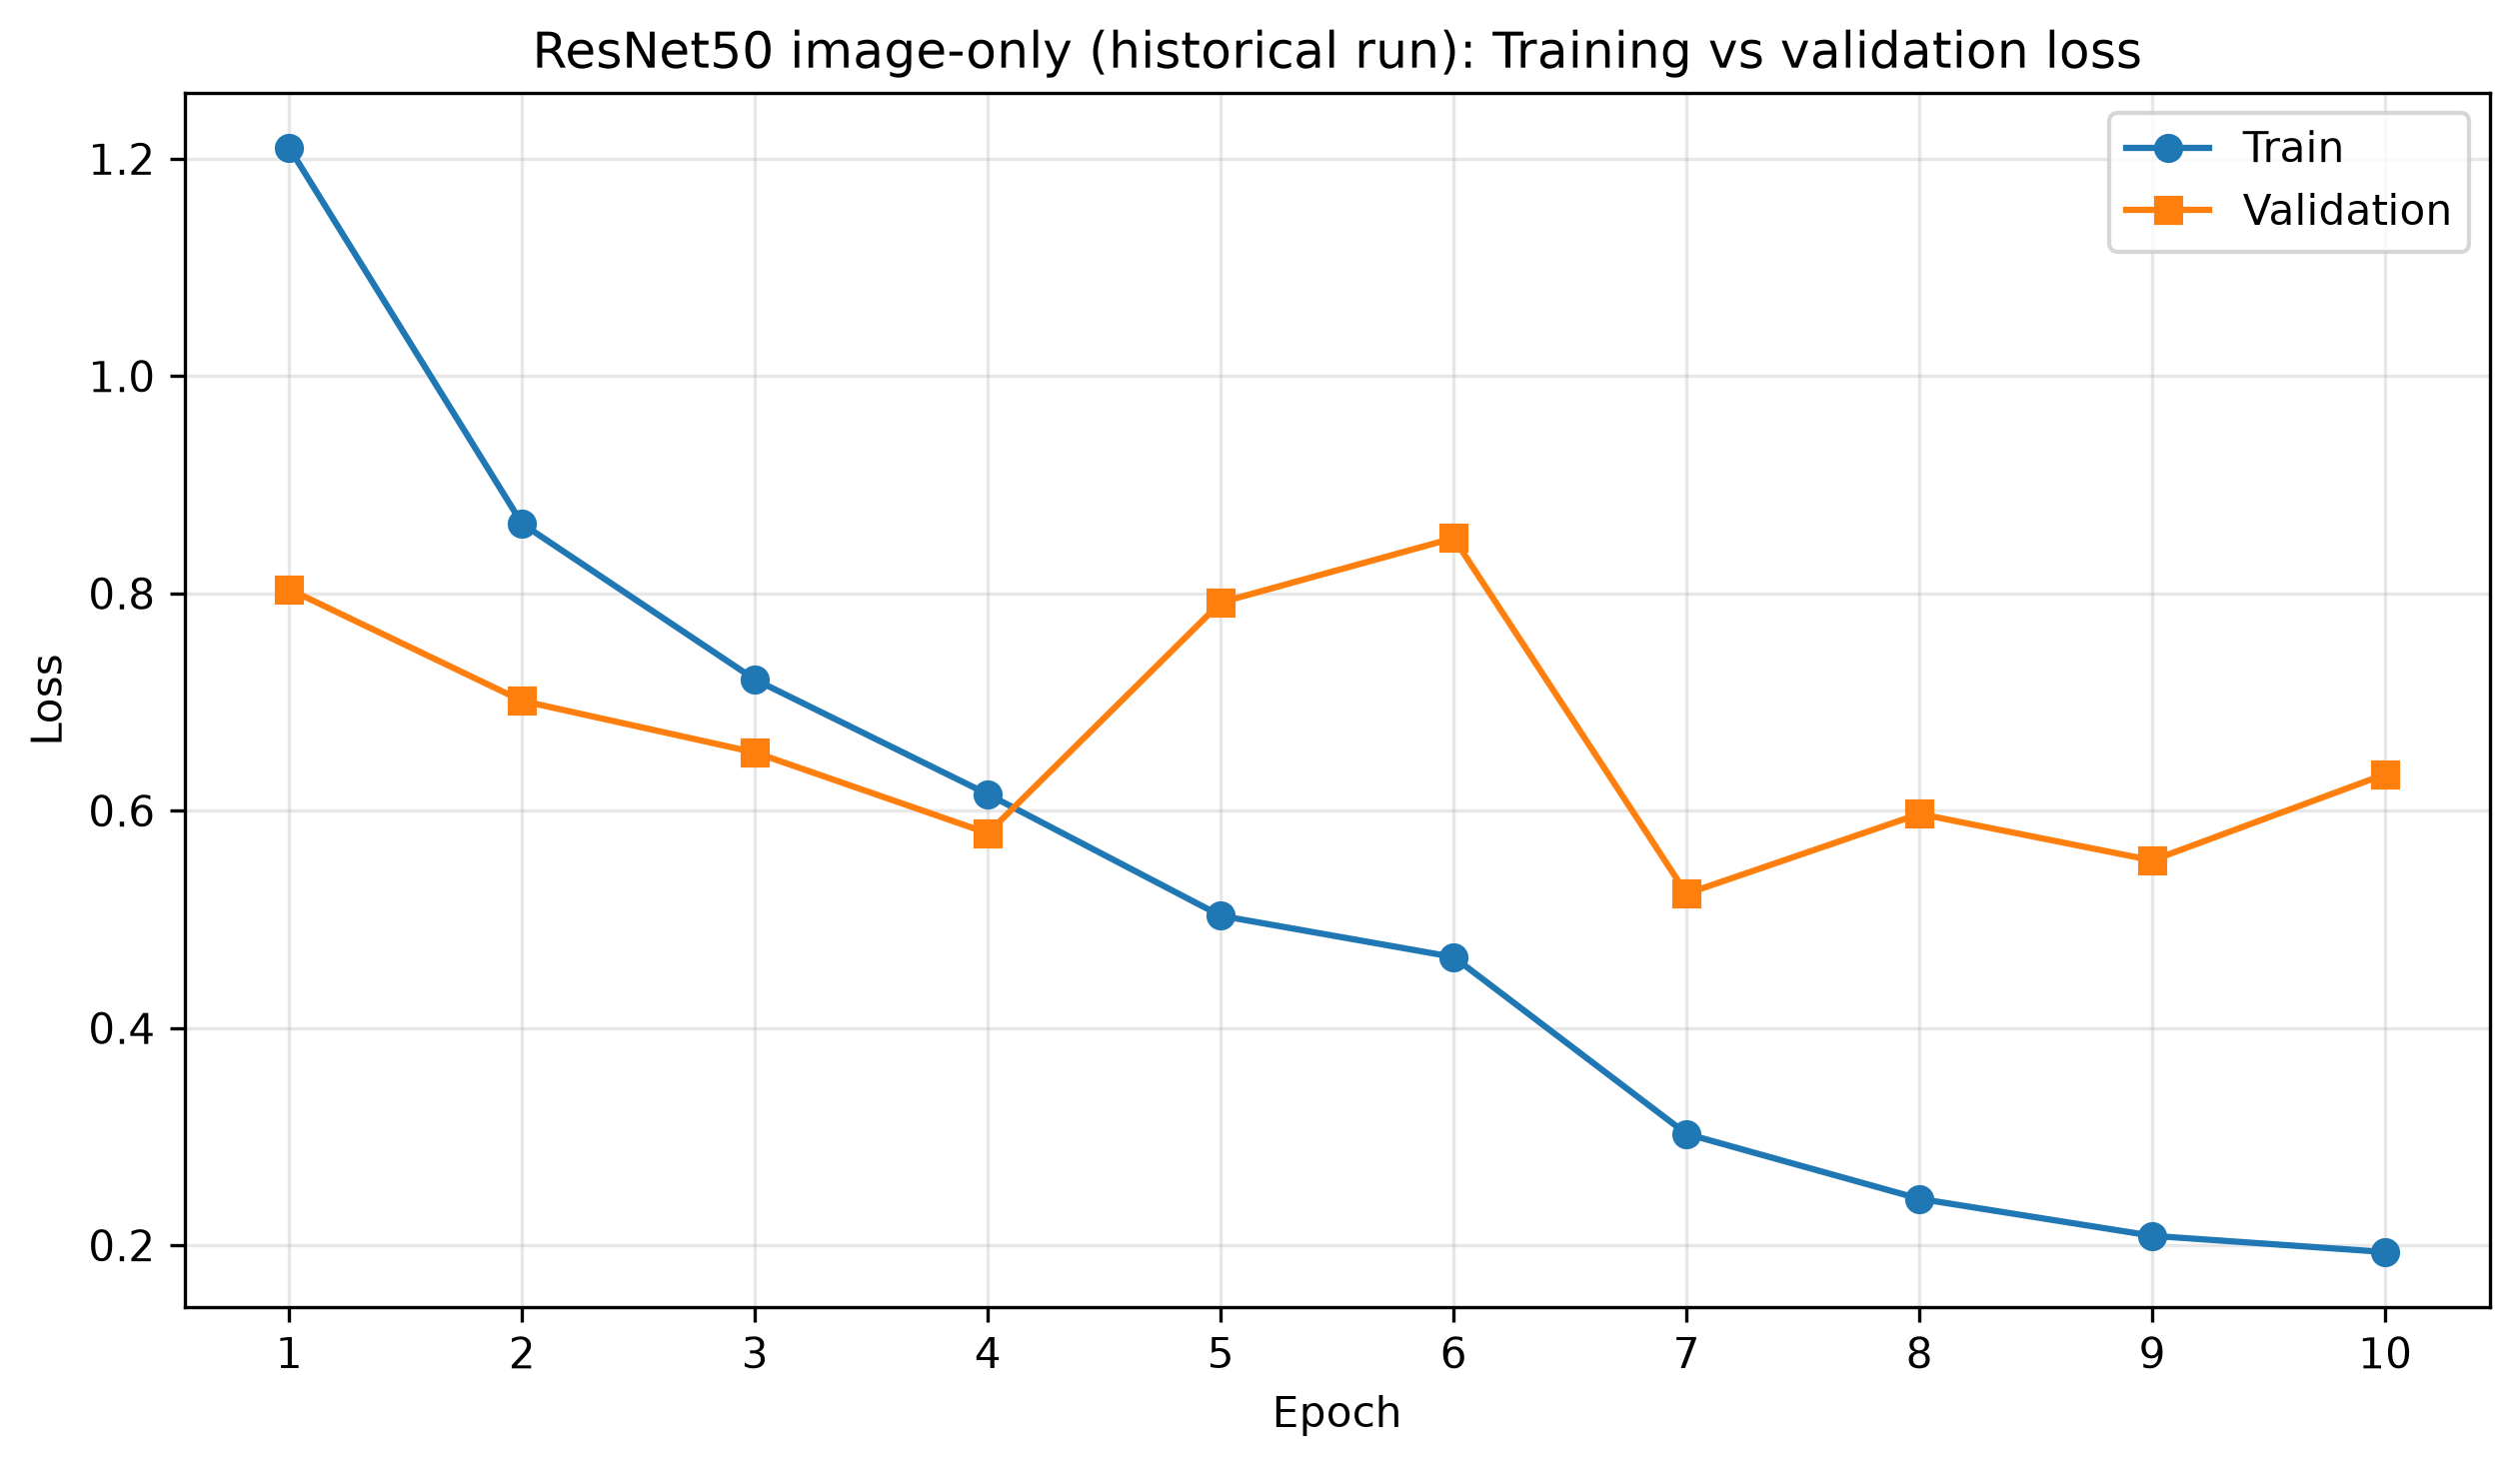 ResNet50 image-only (historical run): Training vs validation loss
Train
Validation
1.2
1.0
0.8
0.6
0.4
0.2
Loss
1 2 3 4 5 6 7 8 9 10
Epoch